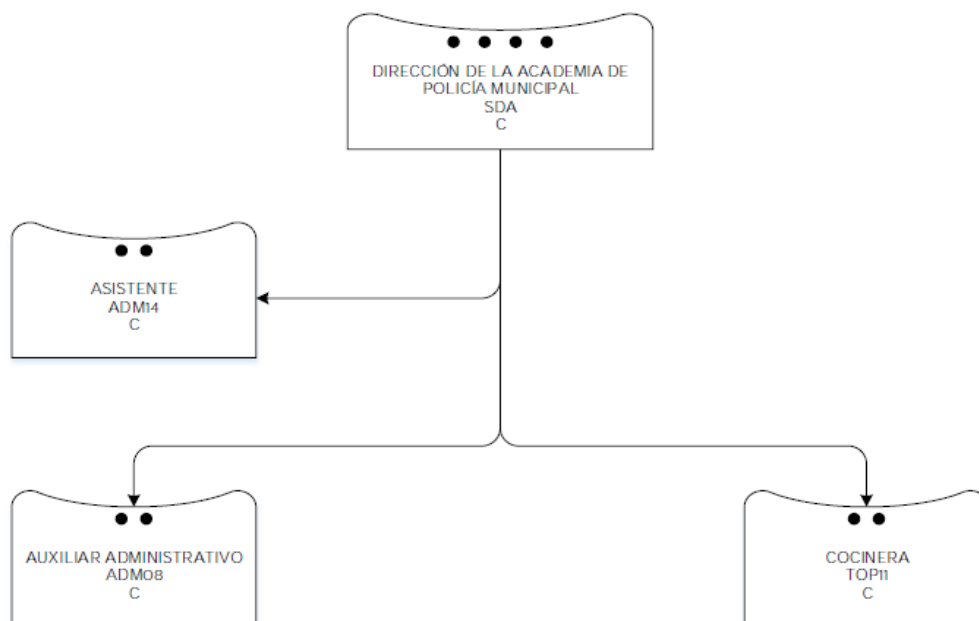 DIRECCIÓN DE LA ACADEMIA DE
POLICÍA MUNICIPAL
SDA
C
ASISTENTE
ADM14
C
AUXILIAR ADMINISTRATIVO
ADM08
C
COCINERA
TOP11
C